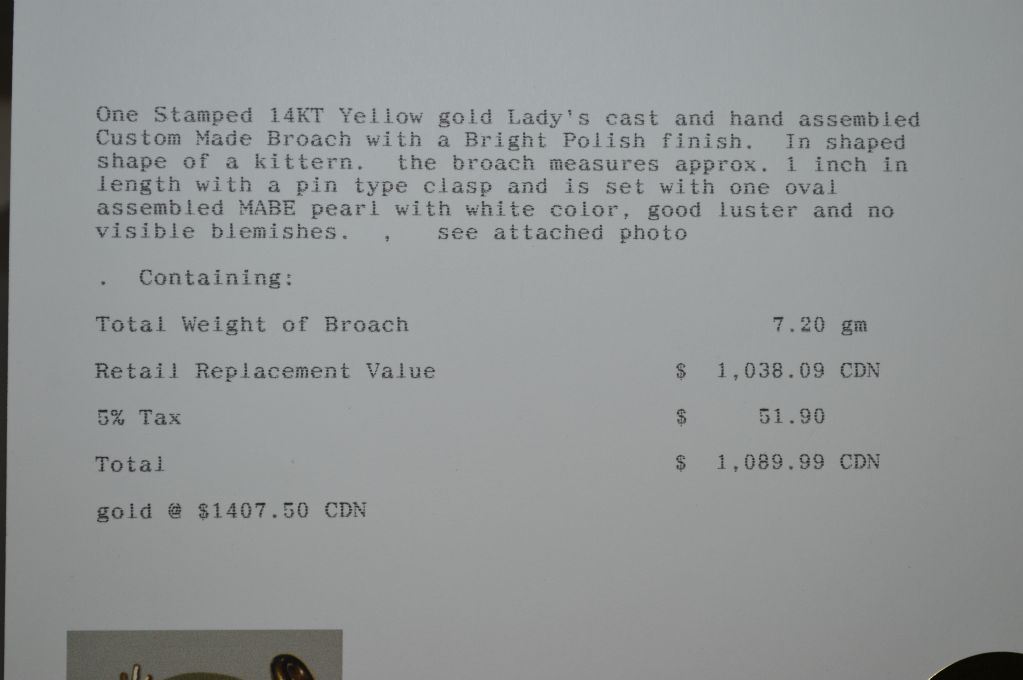 One Stamped 14KT Yellow gold Lady's cast and hand assembled
Custom Made Broach with a Bright Polish finish. In shaped
shape of a kittern. the broach measures approx. 1 inch in
length with a pin type clasp and is set with one oval
assembled MABE pearl with white color, good luster and no
visible blemishes. , see attached photo
. Containing:
Total Weight of Broach 7.20 gm
Retail Replacement Value $ 1,038.09 CDN
5% Tax $ 51.90
Total $ 1,089.99 CDN
gold @ $1407.50 CDN